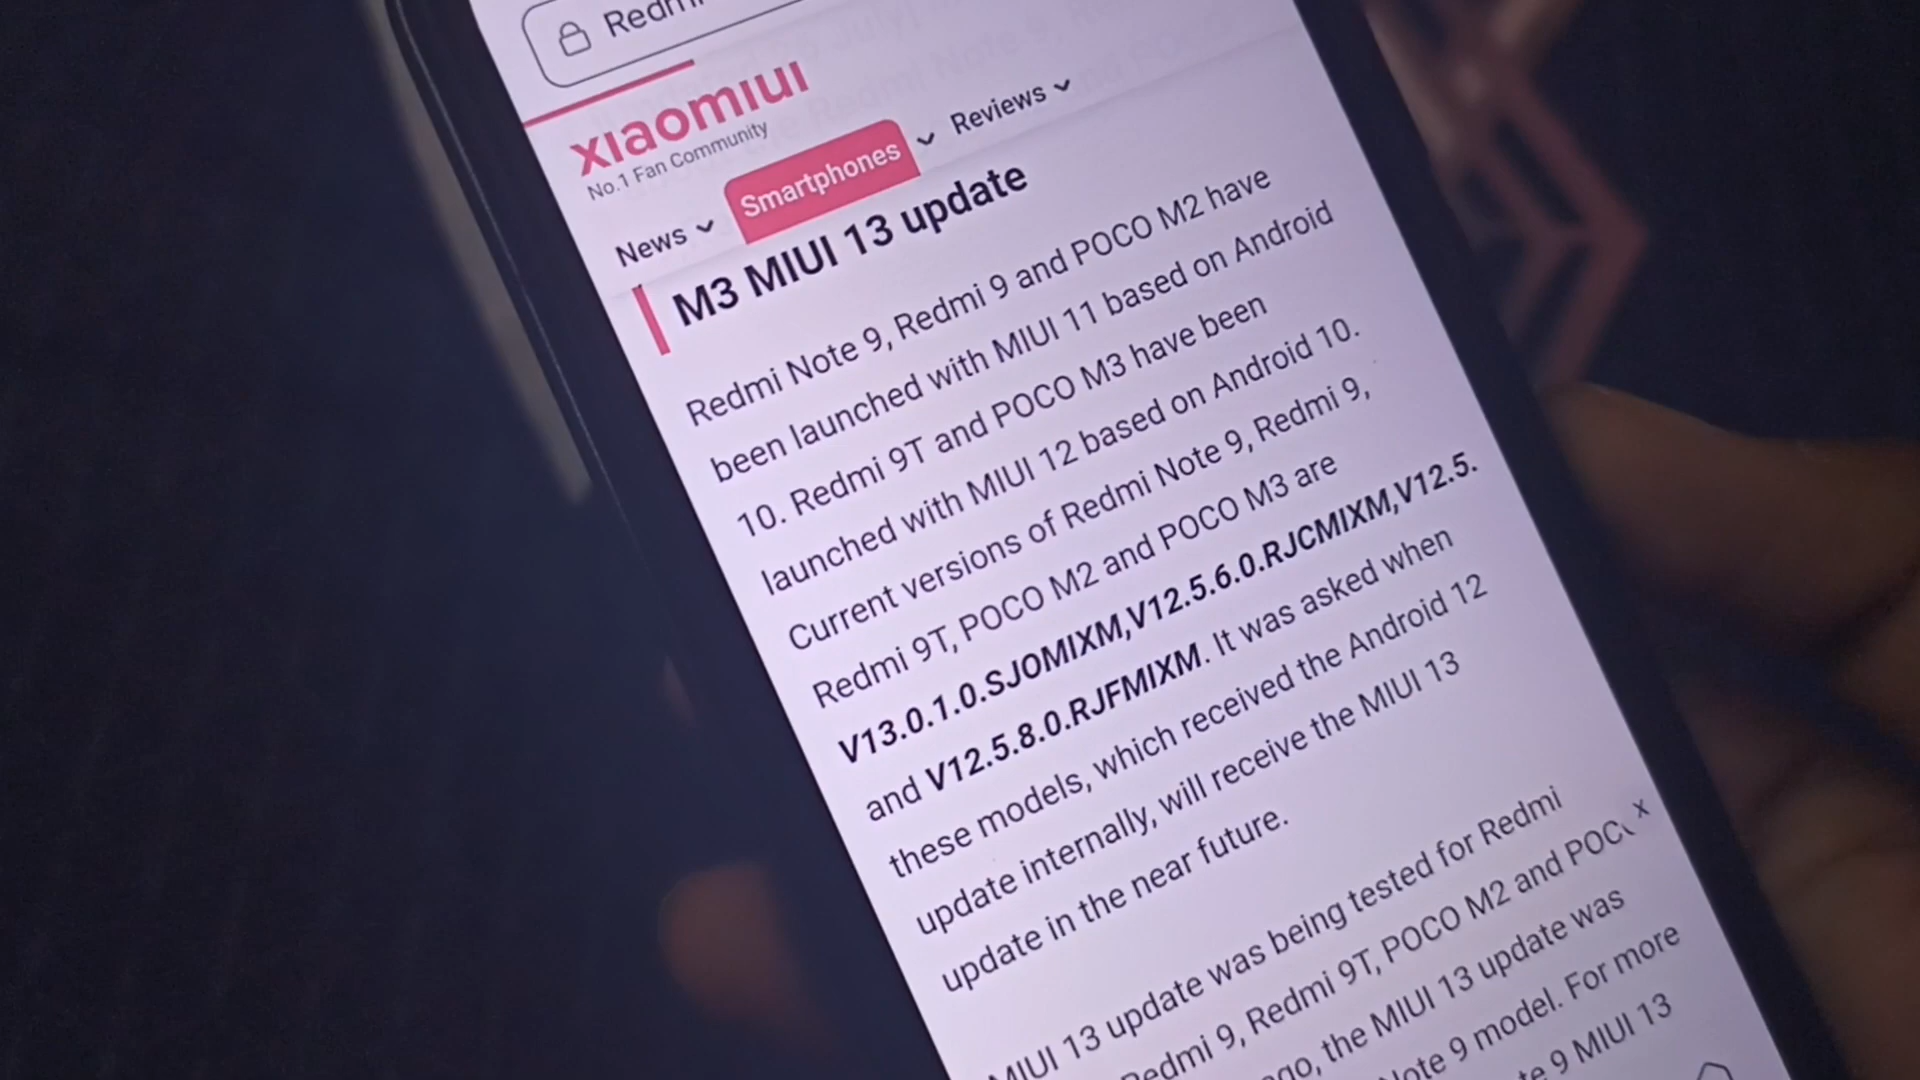 Redmi
xıaomıuı
No.1 Fan Community
News
Smartphones
Reviews
M3 MIUI 13 update
Redmi Note 9, Redmi 9 and POCO M2 have
been launched with MIUI 11 based on Android
10. Redmi 9T and POCO M3 have been
launched with MIUI 12 based on Android 10.
Current versions of Redmi Note 9, Redmi 9,
Redmi 9T, POCO M2 and POCO M3 are
V13.0.1.0.SJOMIXM,V12.5.6.0.RJCMIXM,V12.5.
and V12.5.8.0.RJFMIXM. It was asked when
these models, which received the Android 12
update internally, will receive the MIUI 13
update in the near future.
MIUI 13 update was being tested for Redmi
Redmi 9, Redmi 9T, POCO M2 and POCO
ago, the MIUI 13 update was
Note 9 model. For more
9 MIUI 13